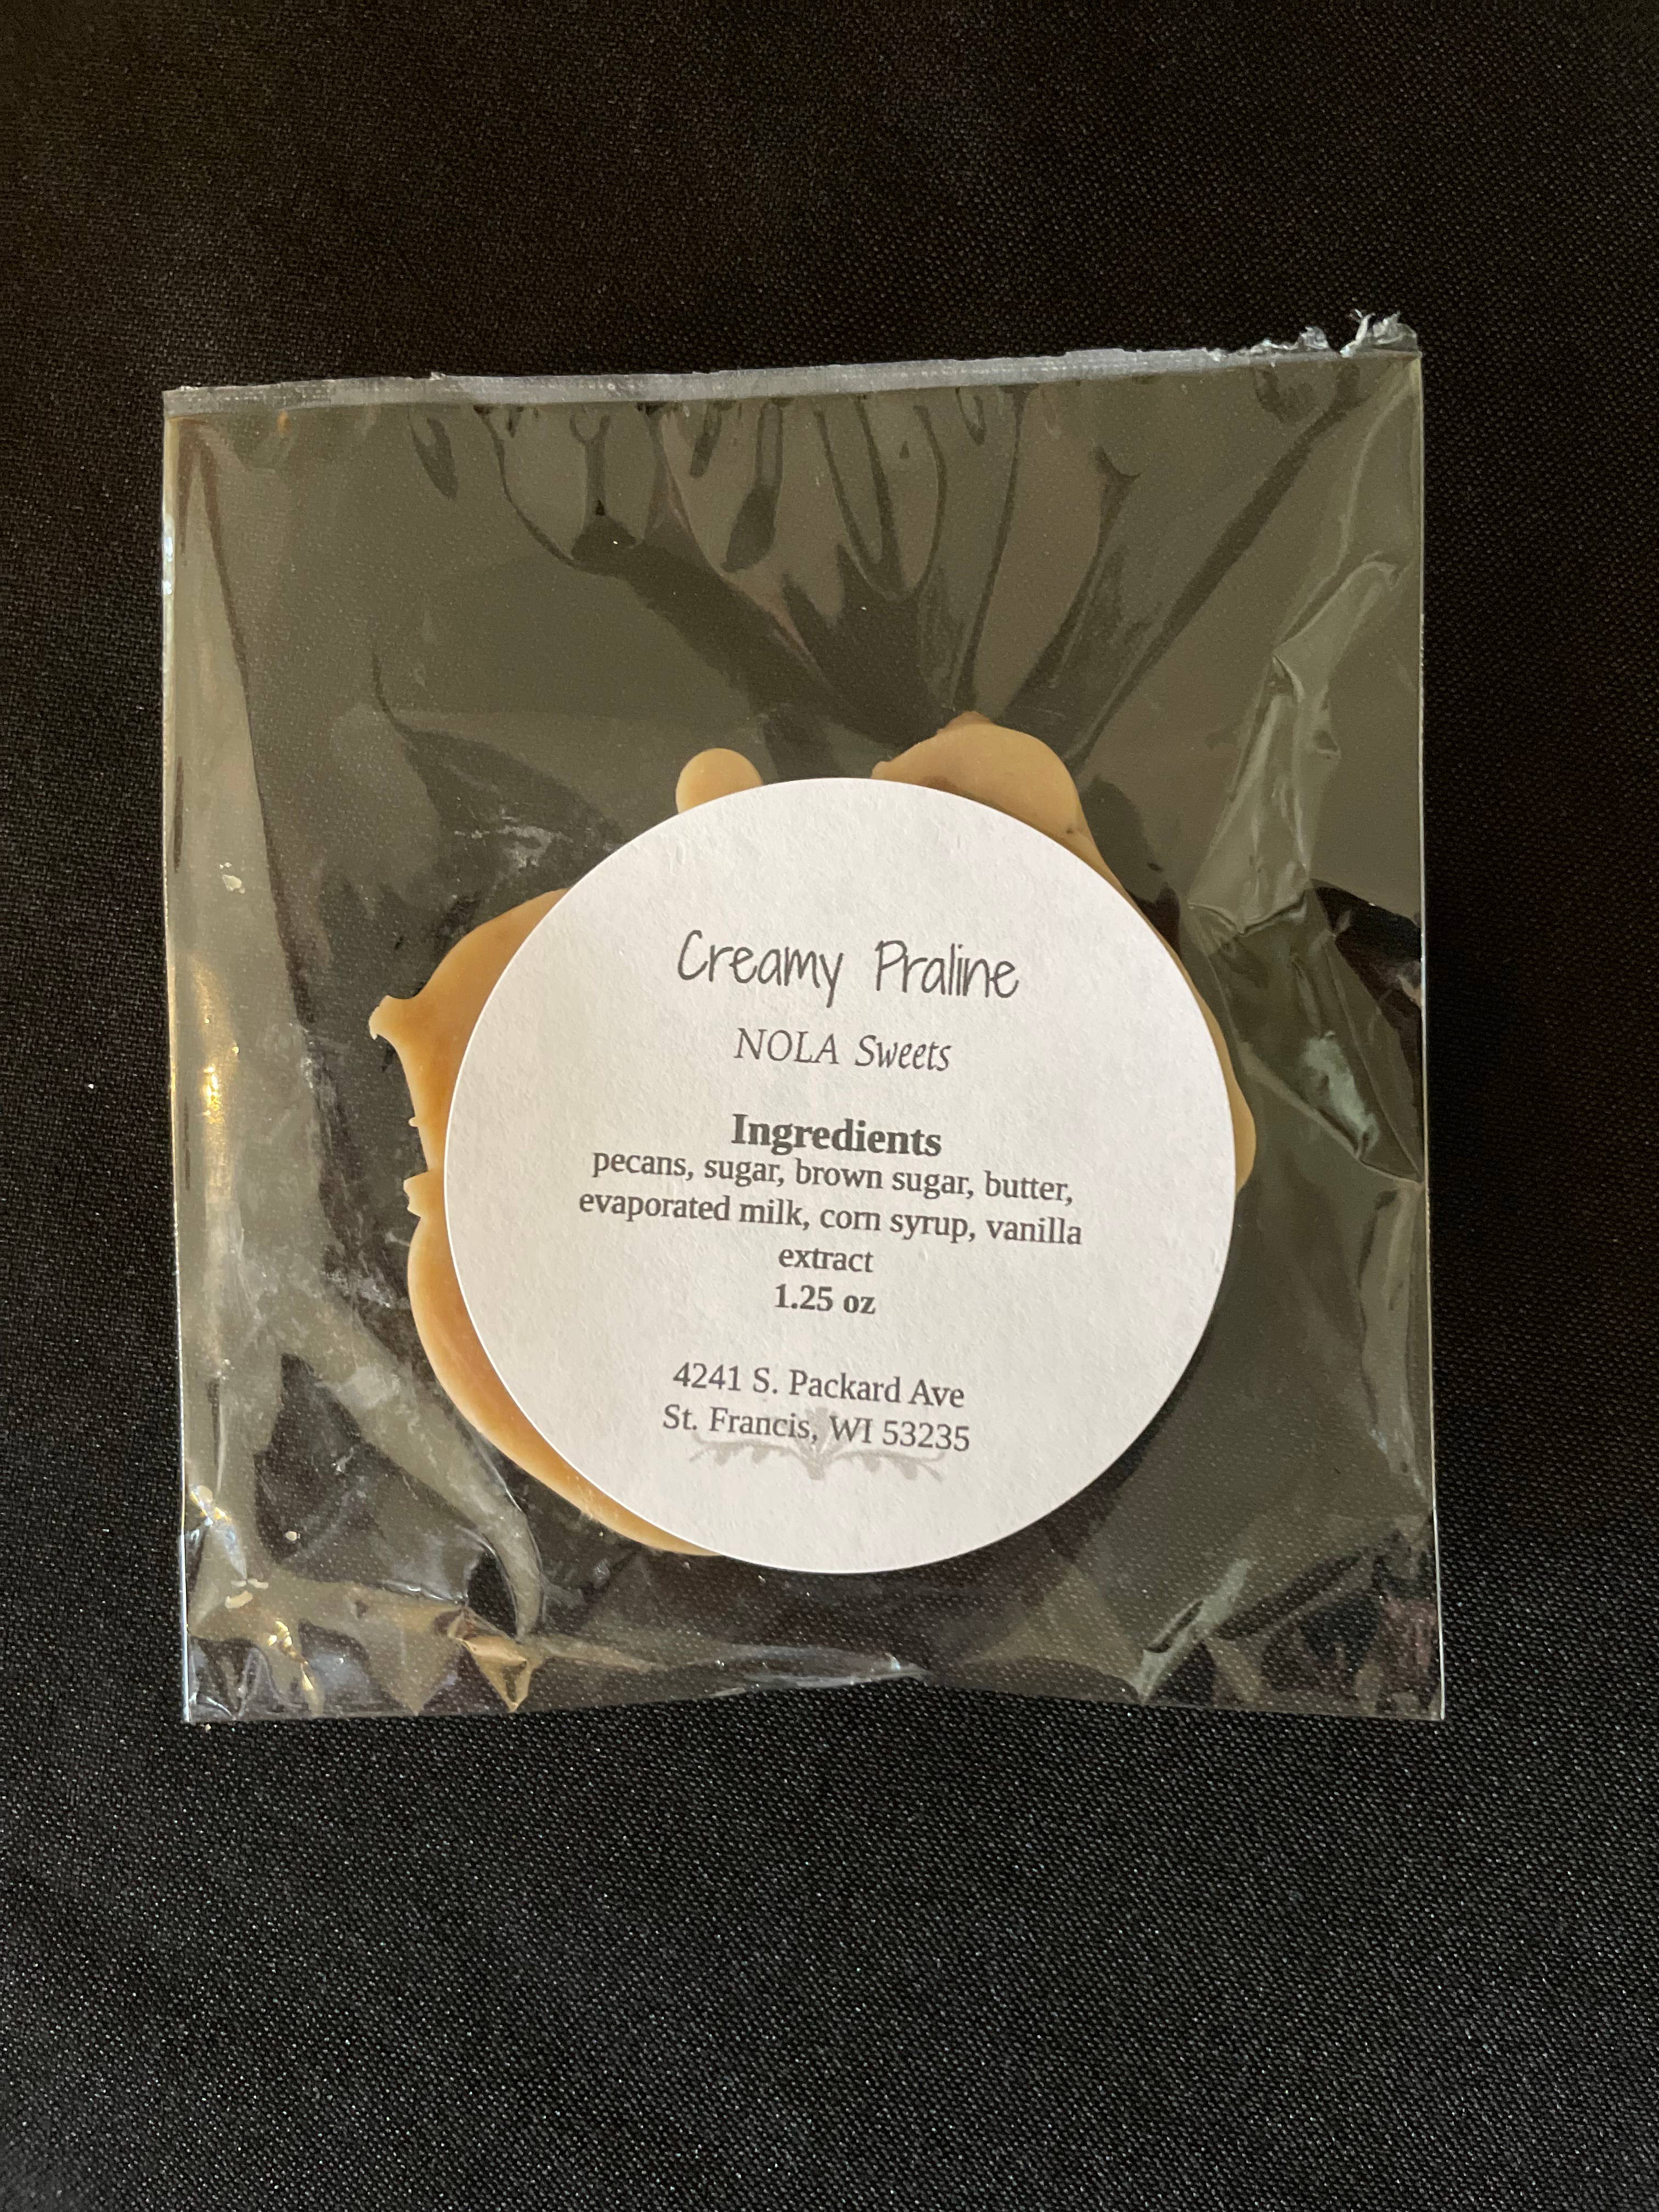 Creamy Praline
NOLA Sweets
Ingredients
pecans, sugar, brown sugar, butter,
evaporated milk, corn syrup, vanilla
extract
1.25 oz
4241 S. Packard Ave
St. Francis, WI 53235